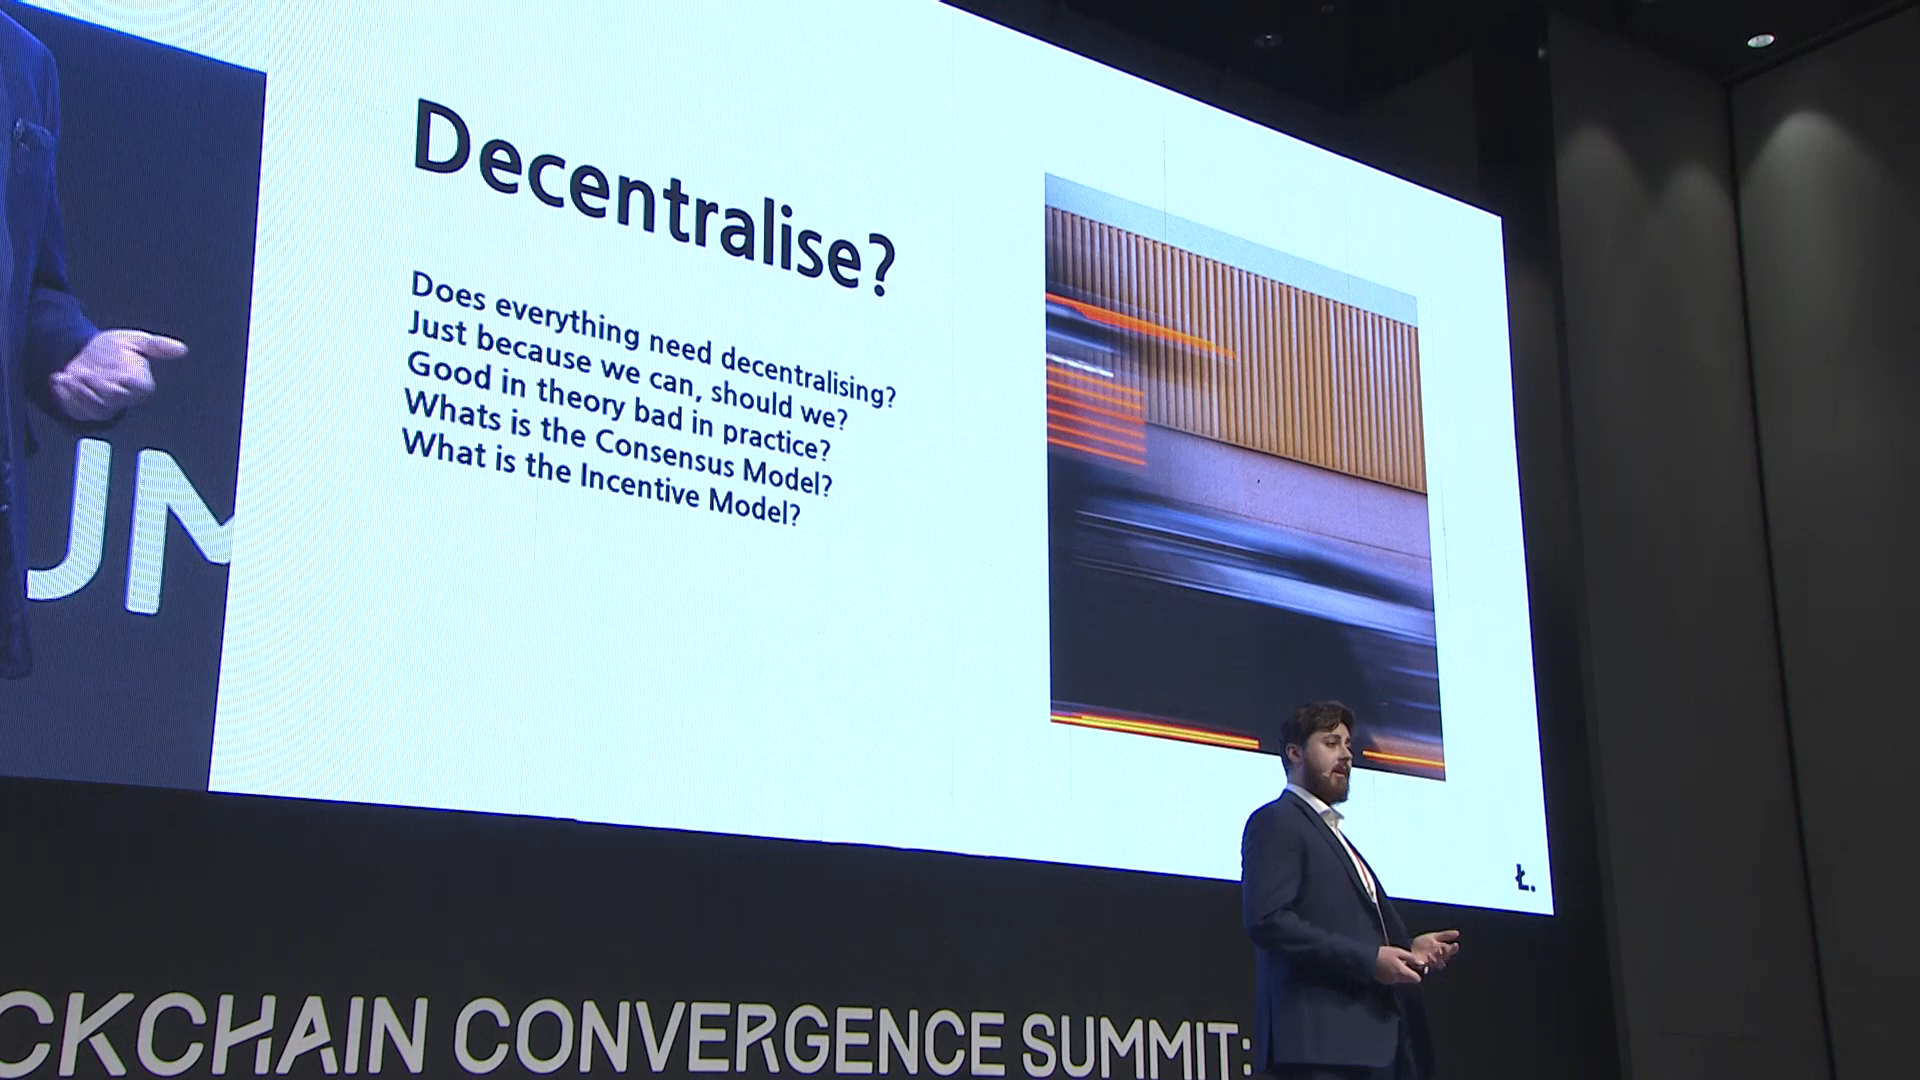 Decentralise?
Does everything need decentralising?
Just because we can, should we?
Good in theory bad in practice?
Whats is the Consensus Model?
What is the Incentive Model?
Ł.
UM
CKCHAIN CONVERGENCE SUMMIT: